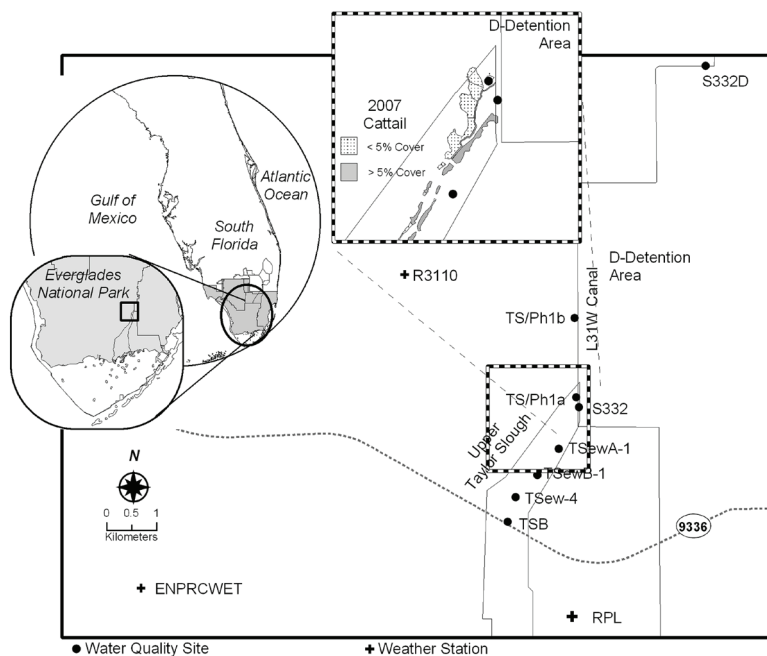 D-Detention
Area
S332D
2007
Cattail
< 5% Cover
> 5% Cover
Atlantic
Ocean
Gulf of
Mexico
South
Florida
Everglades
National Park
R3110
D-Detention
Area
L31W Canal
TS/Ph1b
TS/Ph1a
S332
Upper
Taylor Slough
TSewA-1
TSewB-1
TSew-4
TSB
N
0 0.5 1
Kilometers
9336
ENPRCWET
RPL
Water Quality Site
Weather Station